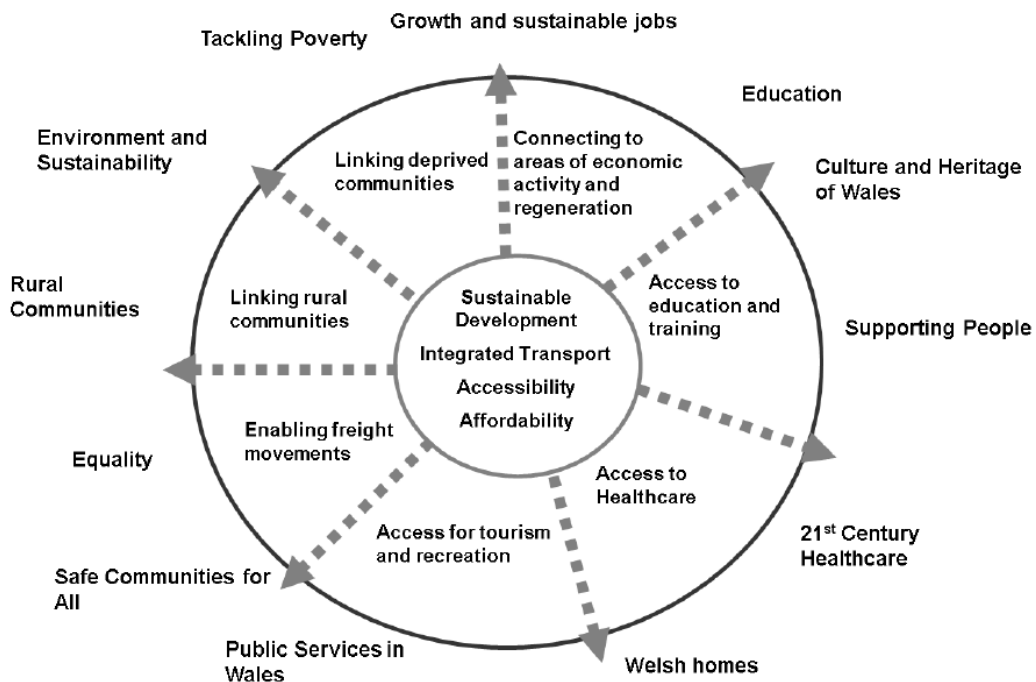 Growth and sustainable jobs
Tackling Poverty
Education
Environment and
Sustainability
Culture and Heritage
of Wales
Linking deprived
communities
Connecting to
areas of economic
activity and
regeneration
Rural
Communities
Linking rural
communities
Sustainable
Development
Integrated Transport
Accessibility
Affordability
Access to
education and
training
Supporting People
Equality
Enabling freight
movements
Access to
Healthcare
Access for tourism
and recreation
21st Century
Healthcare
Safe Communities for
All
Public Services in
Wales
Welsh homes